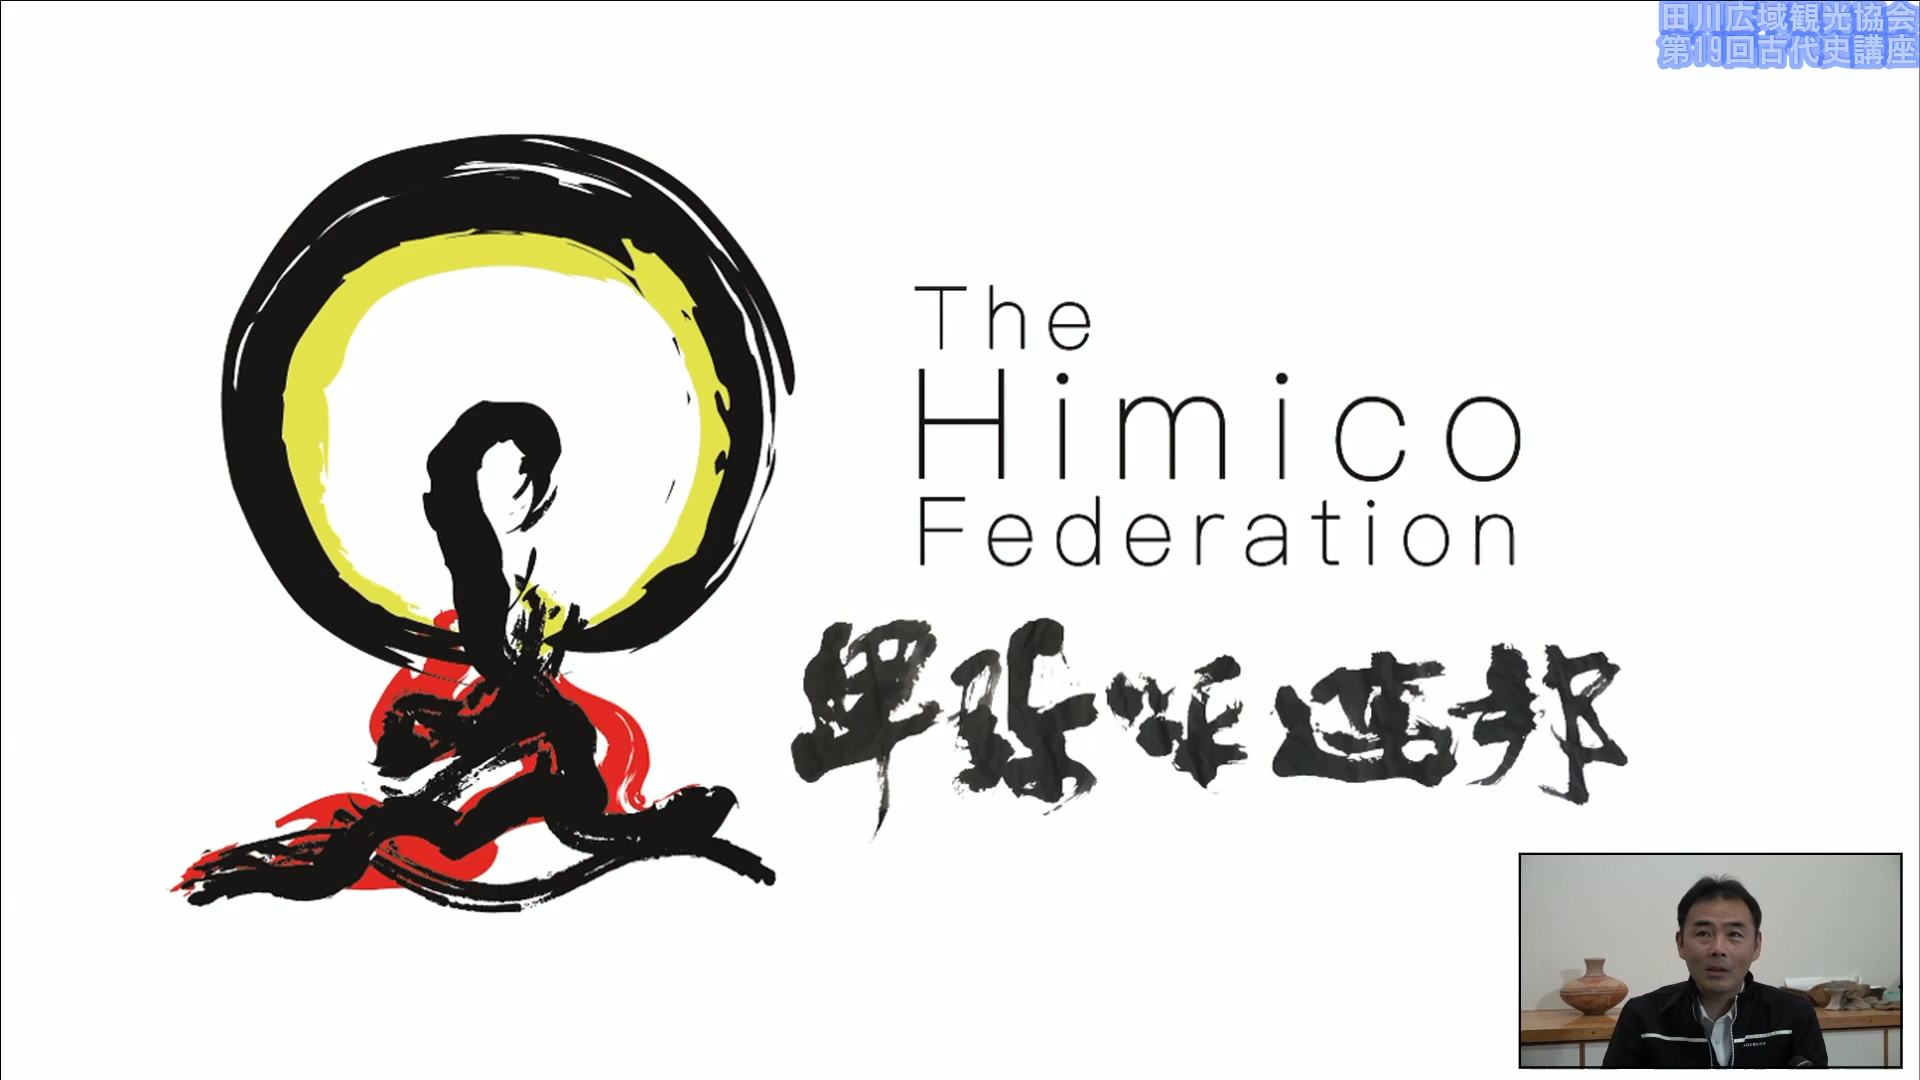 田川広域観光協会
第19回古代史講座
The
Himico
Federation
卑弥呼連邦